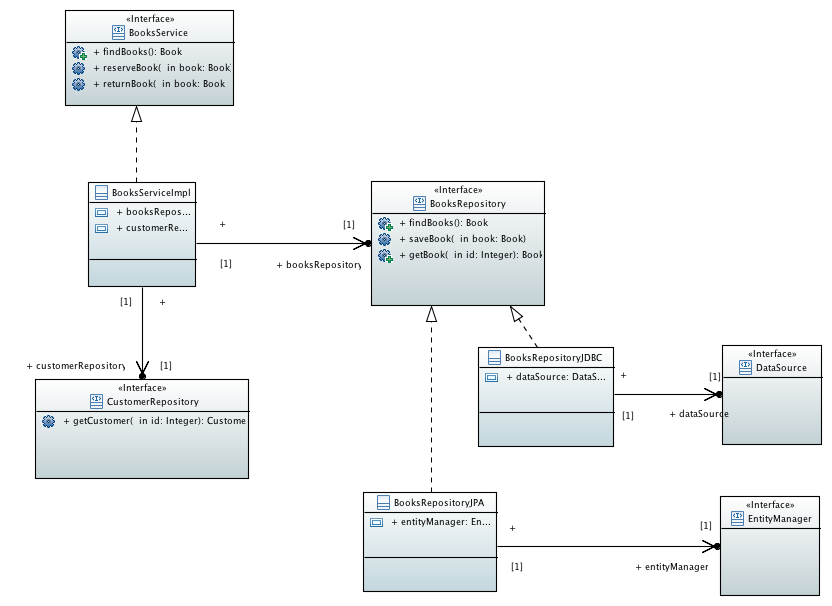 «Interface»
BooksService
+ findBooks(): Book
+ reserveBook( in book: Book
+ returnBook( in book: Book
BooksServiceImpl
+ booksRepos...
+ customerRe...
+
[1]
[1]
+ booksRepository
«Interface»
BooksRepository
+ findBooks(): Book
+ saveBook( in book: Book)
+ getBook( in id: Integer): Book
[1]
+
+ customerRepository
[1]
«Interface»
CustomerRepository
+ getCustomer( in id: Integer): Custome
BooksRepositoryJDBC
+ dataSource: DataS...
+
[1]
[1]
+ dataSource
«Interface»
DataSource
BooksRepositoryJPA
+ entityManager: En...
+
[1]
[1]
+ entityManager
«Interface»
EntityManager